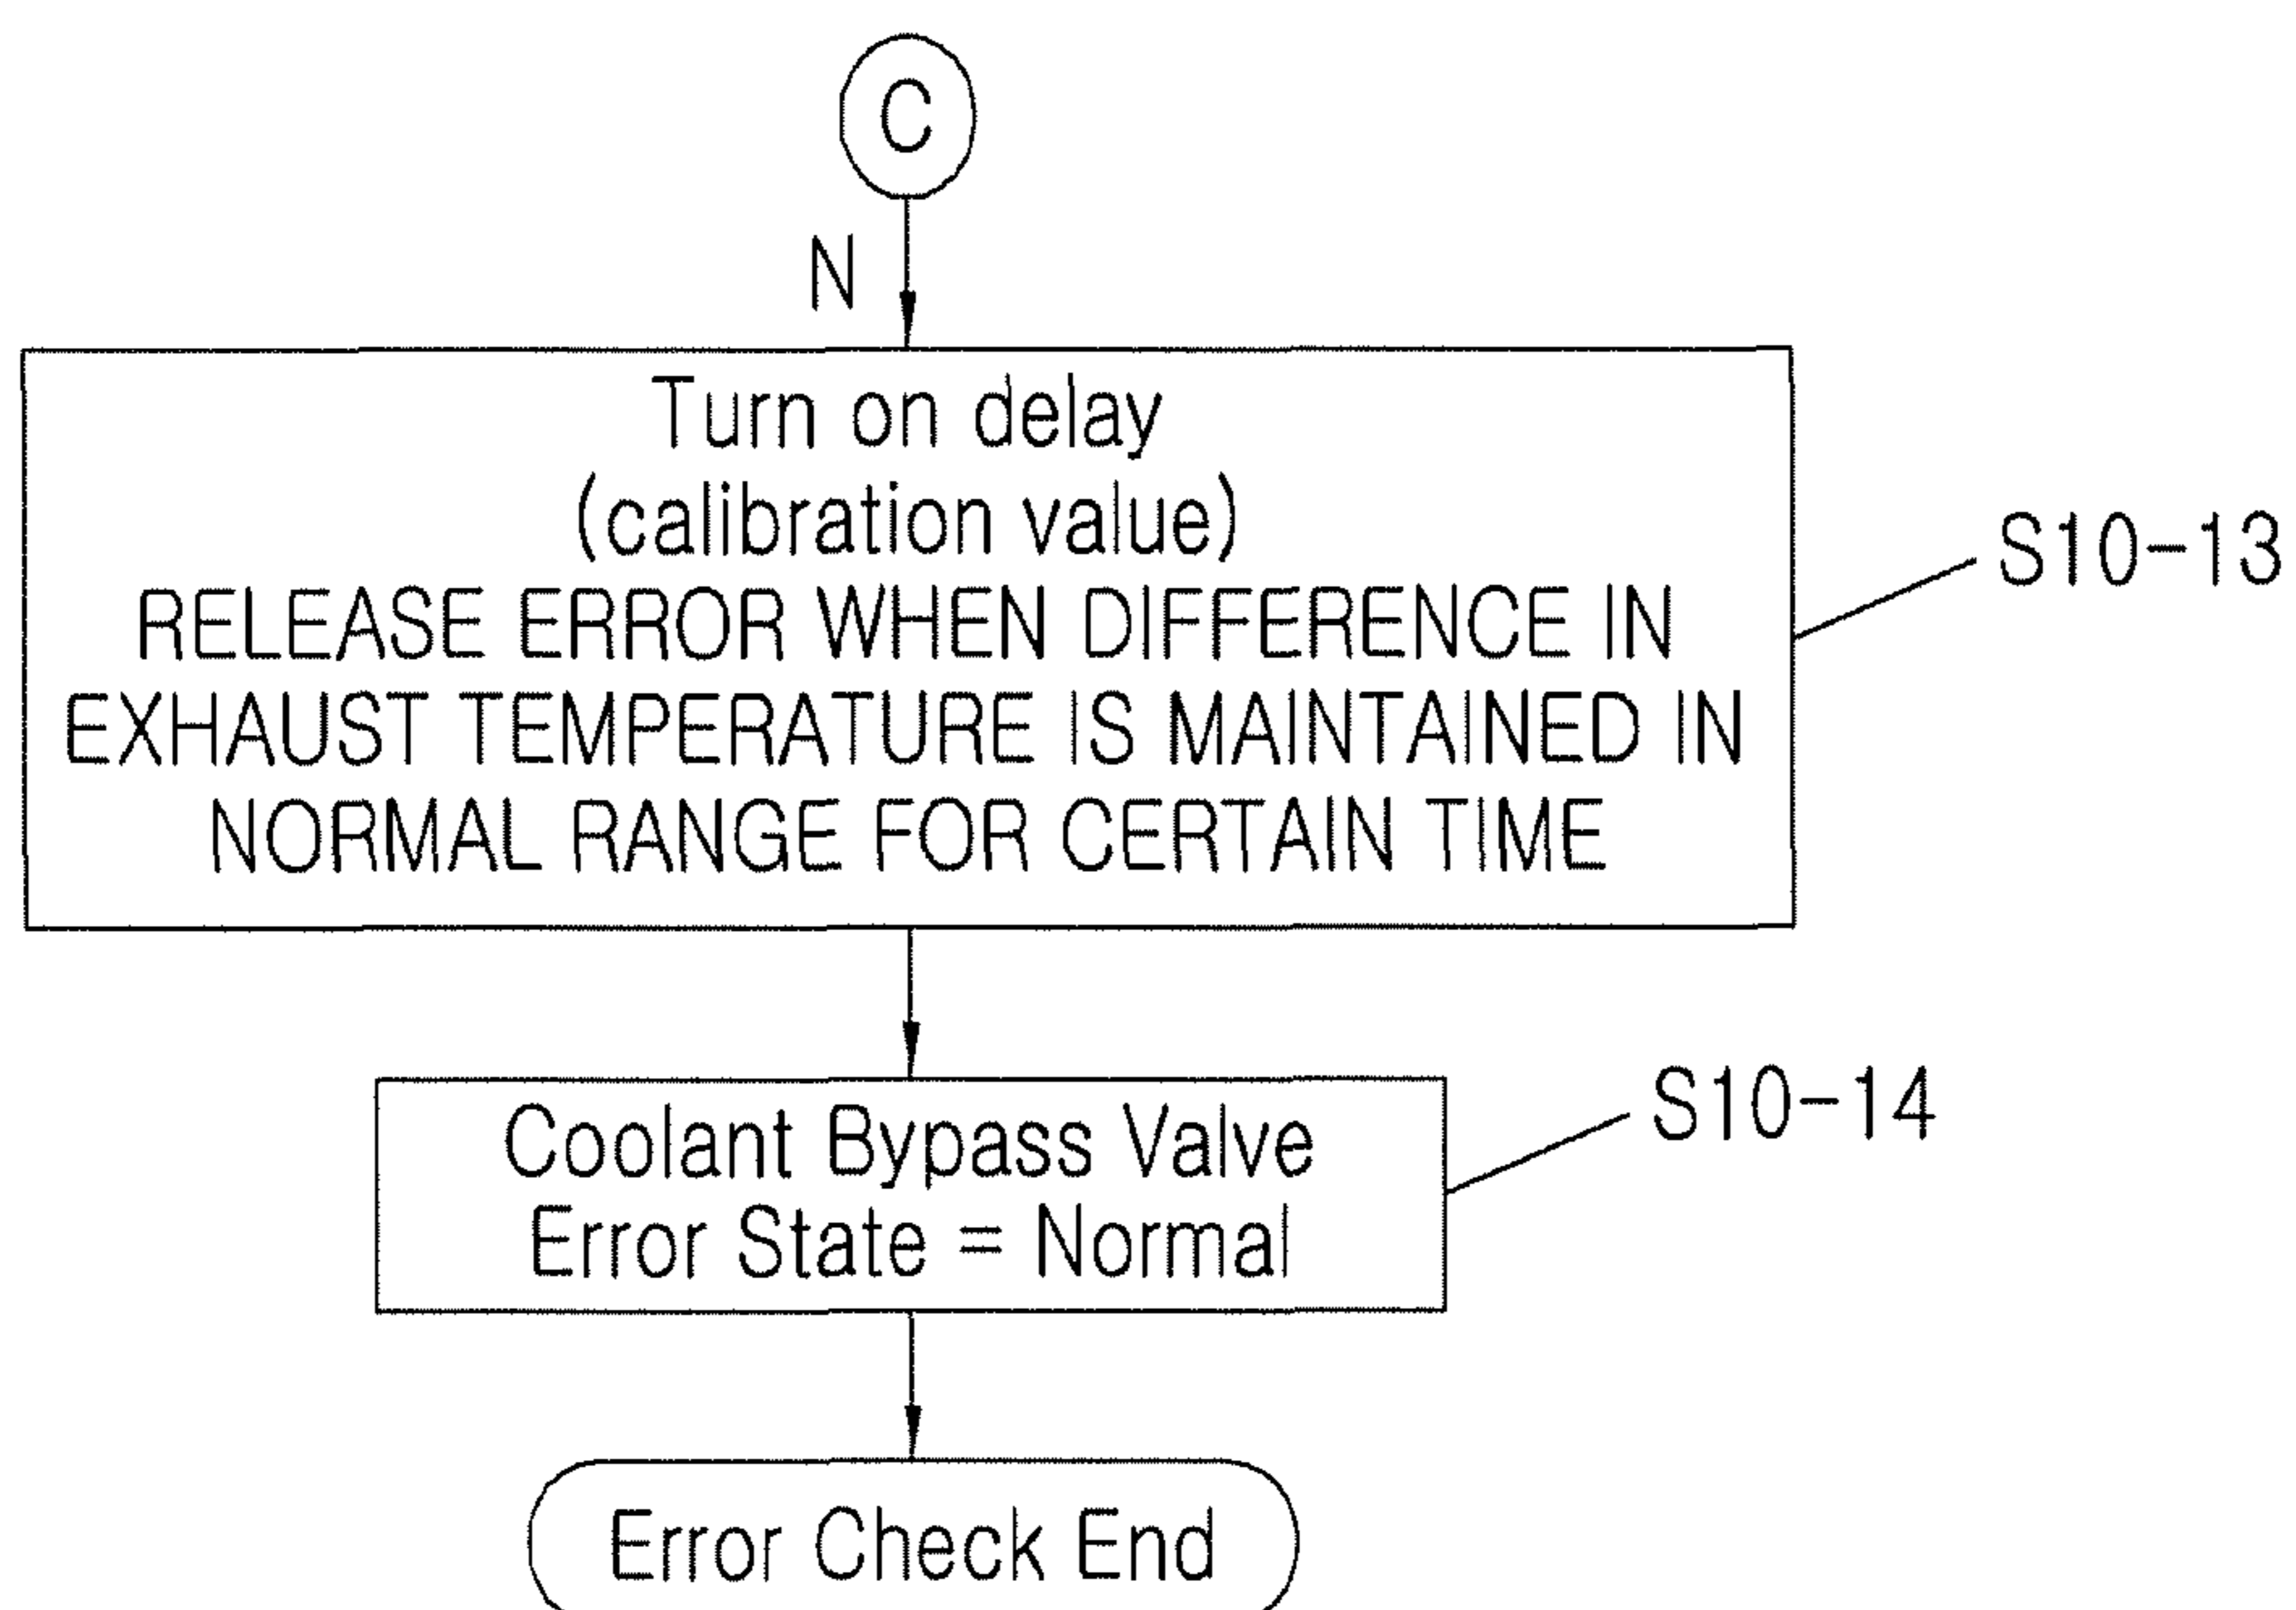 C
N
Turn on delay
(calibration value)
RELEASE ERROR WHEN DIFFERENCE IN
EXHAUST TEMPERATURE IS MAINTAINED IN
NORMAL RANGE FOR CERTAIN TIME
S10-13
Coolant Bypass Valve
Error State = Normal
S10-14
Error Check End